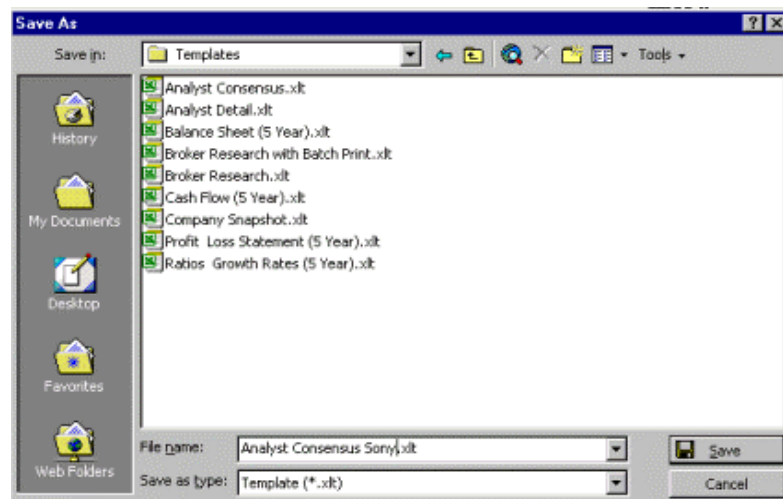 Save As
Save in:
Templates
Tools
History
My Documents
Desktop
Favorites
Web Folders
Analyst Consensus.xlt
Analyst Detail.xlt
Balance Sheet (5 Year).xlt
Broker Research with Batch Print.xlt
Broker Research.xlt
Cash Flow (5 Year).xlt
Company Snapshot.xlt
Profit Loss Statement (5 Year).xlt
Ratios Growth Rates (5 Year).xlt
File name:
Analyst Consensus Sony.xlt
Save
Save as type:
Template (*.xlt)
Cancel